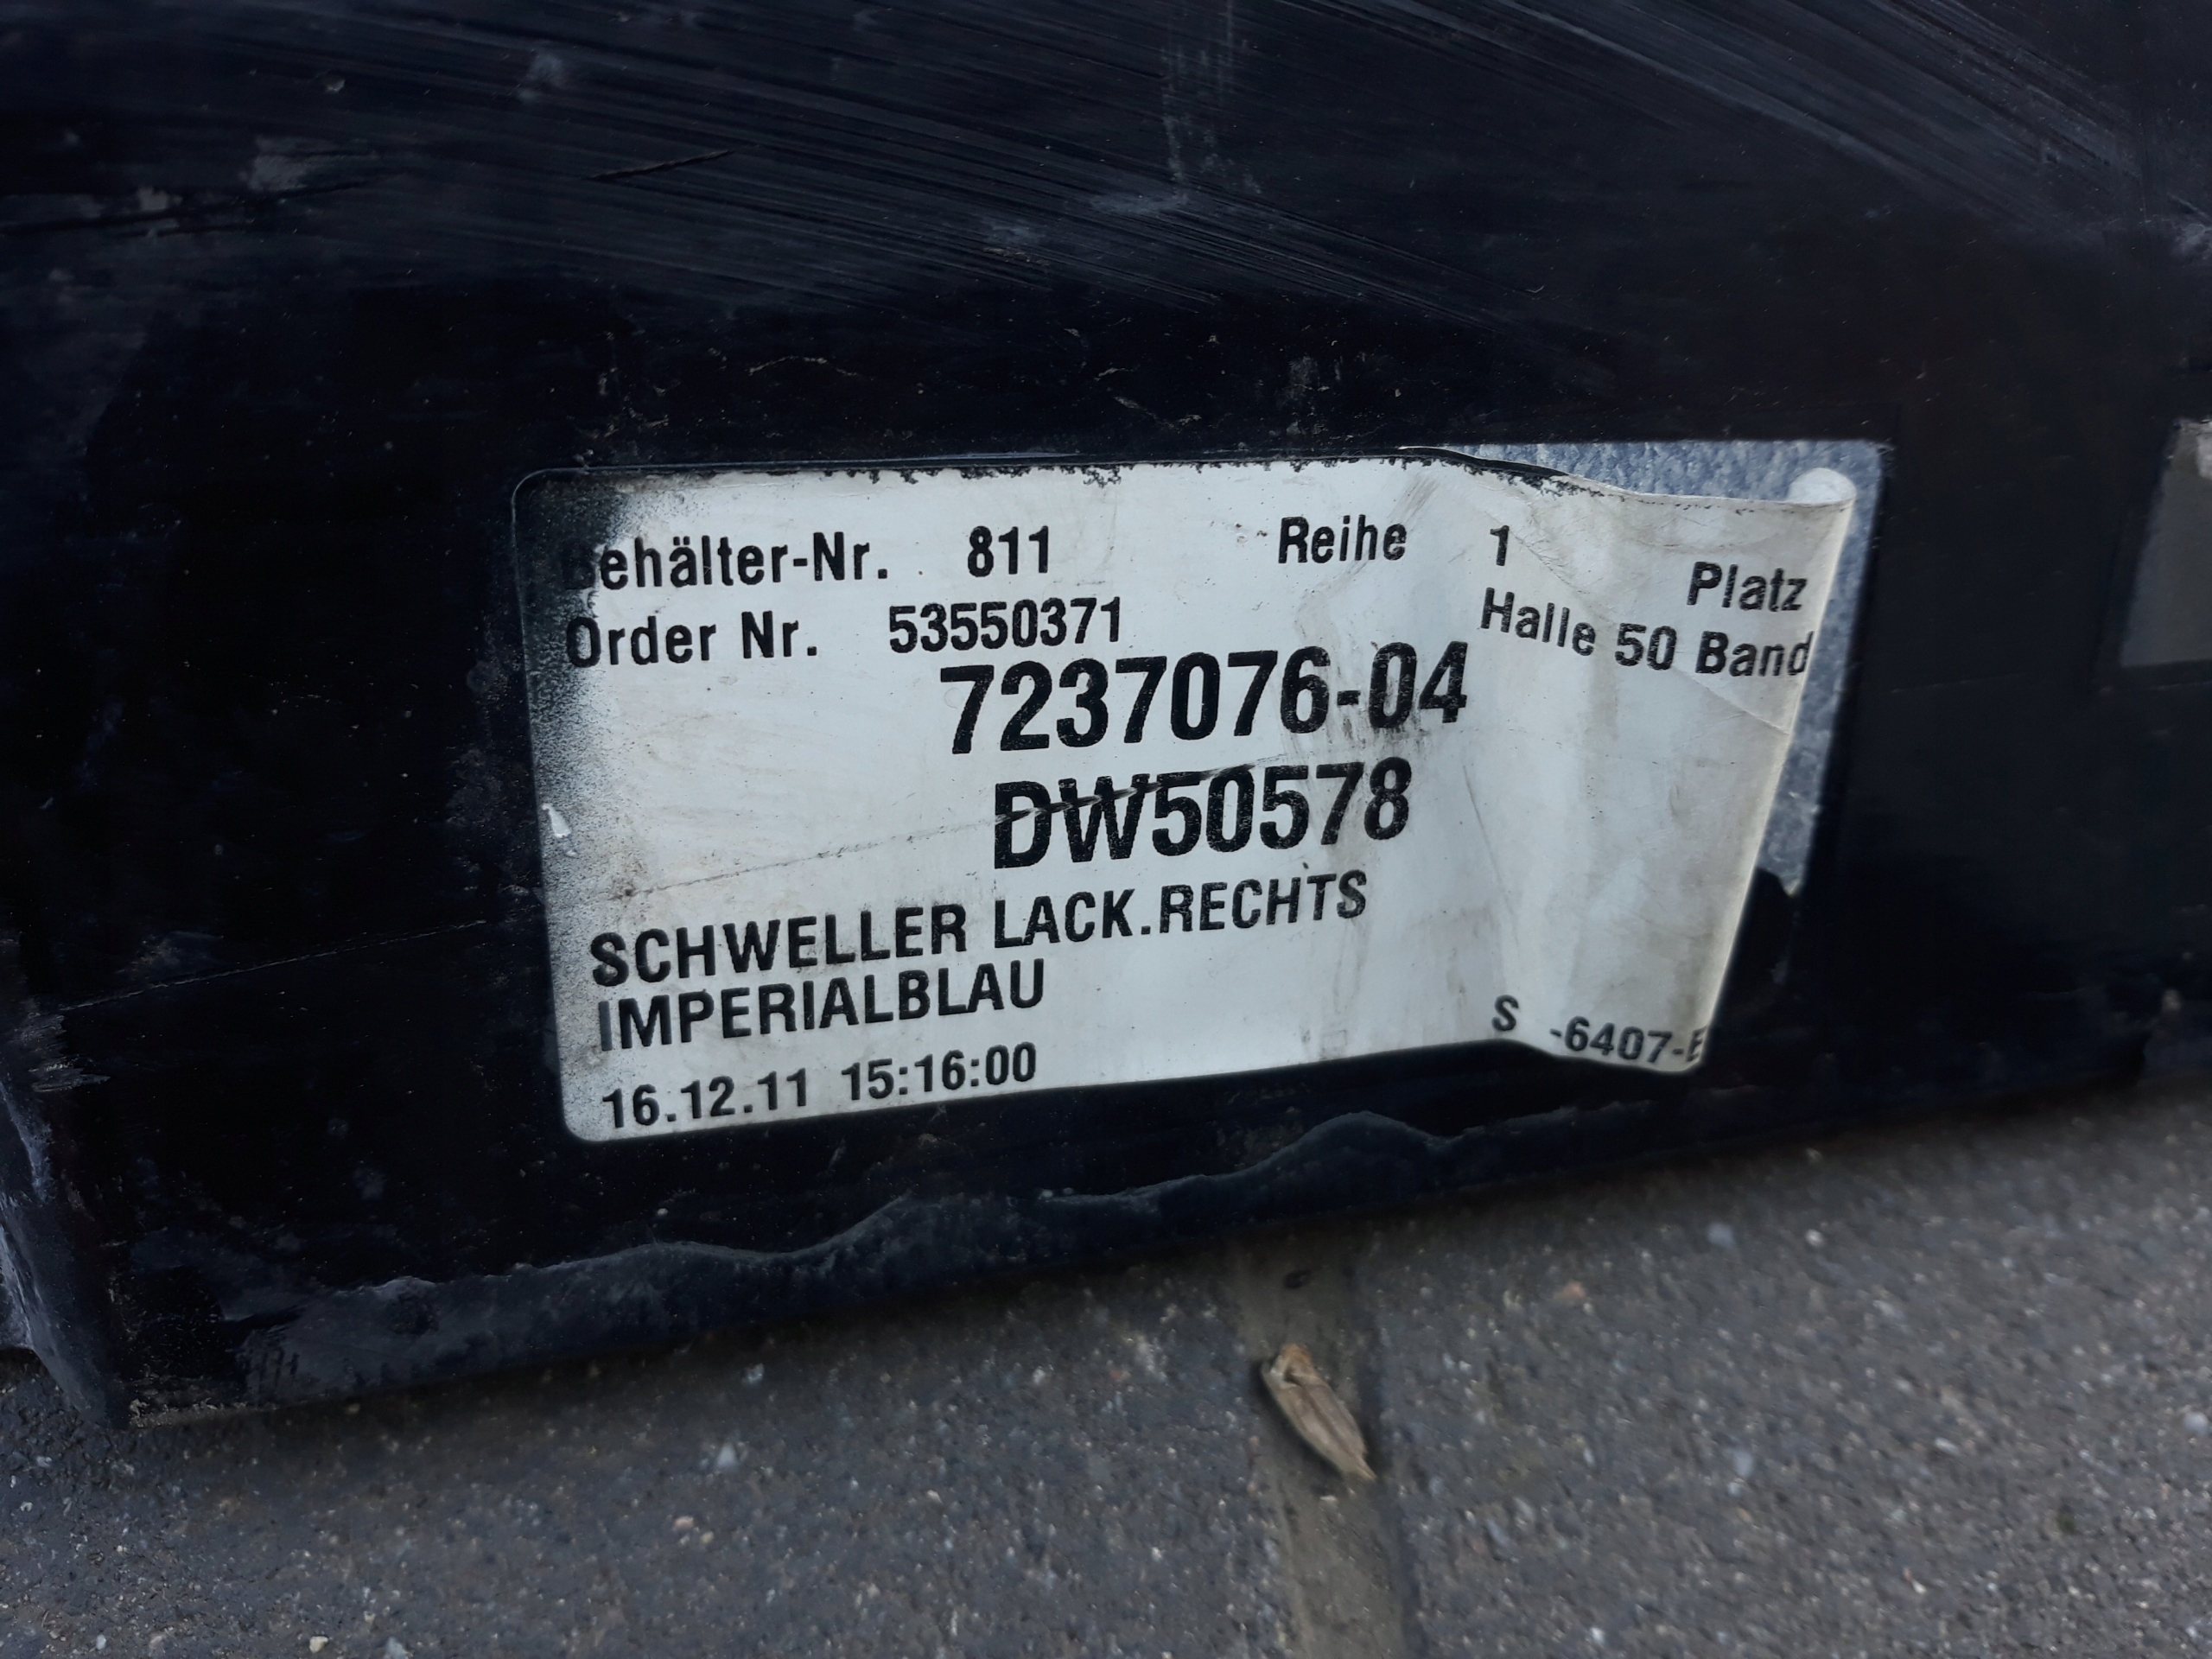 Behälter-Nr. 811 Reihe 1 Platz
Order Nr. 53550371 Halle 50 Band
7237076-04
DW50578
SCHWELLER LACK.RECHTS
IMPERIALBLAU
16.12.11 15:16:00 S -6407-E